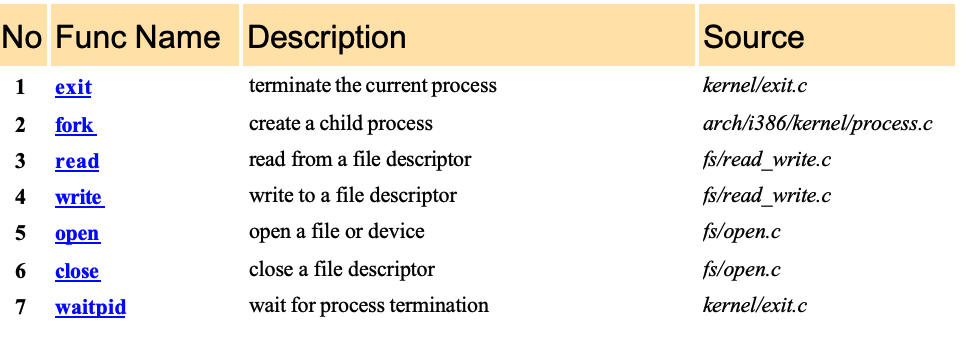 No Func Name Description Source
1 exit terminate the current process kernel/exit.c
2 fork create a child process arch/i386/kernel/process.c
3 read read from a file descriptor fs/read_write.c
4 write write to a file descriptor fs/read_write.c
5 open open a file or device fs/open.c
6 close close a file descriptor fs/open.c
7 waitpid wait for process termination kernel/exit.c